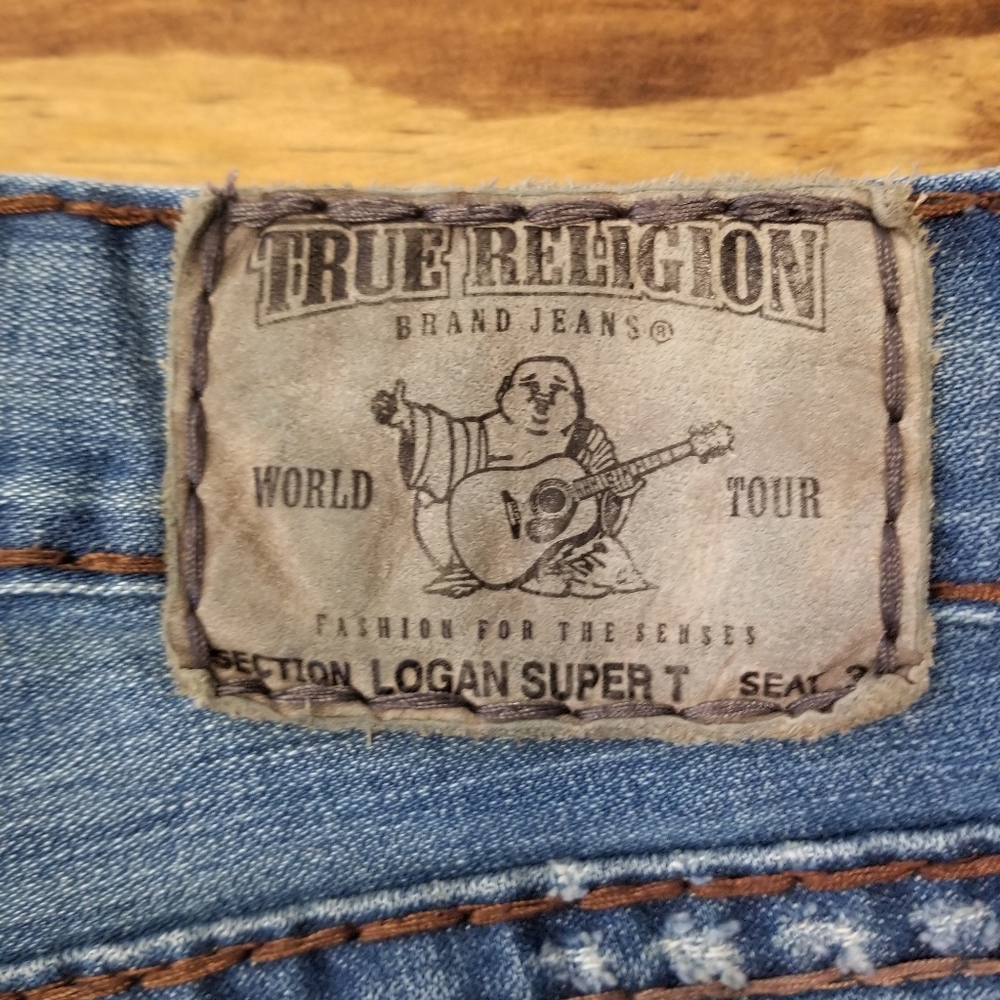 TRUE RELIGION
BRAND JEANS®
WORLD TOUR
FASHION FOR THE SENSES
SECTION LOGAN SUPER T SEAT